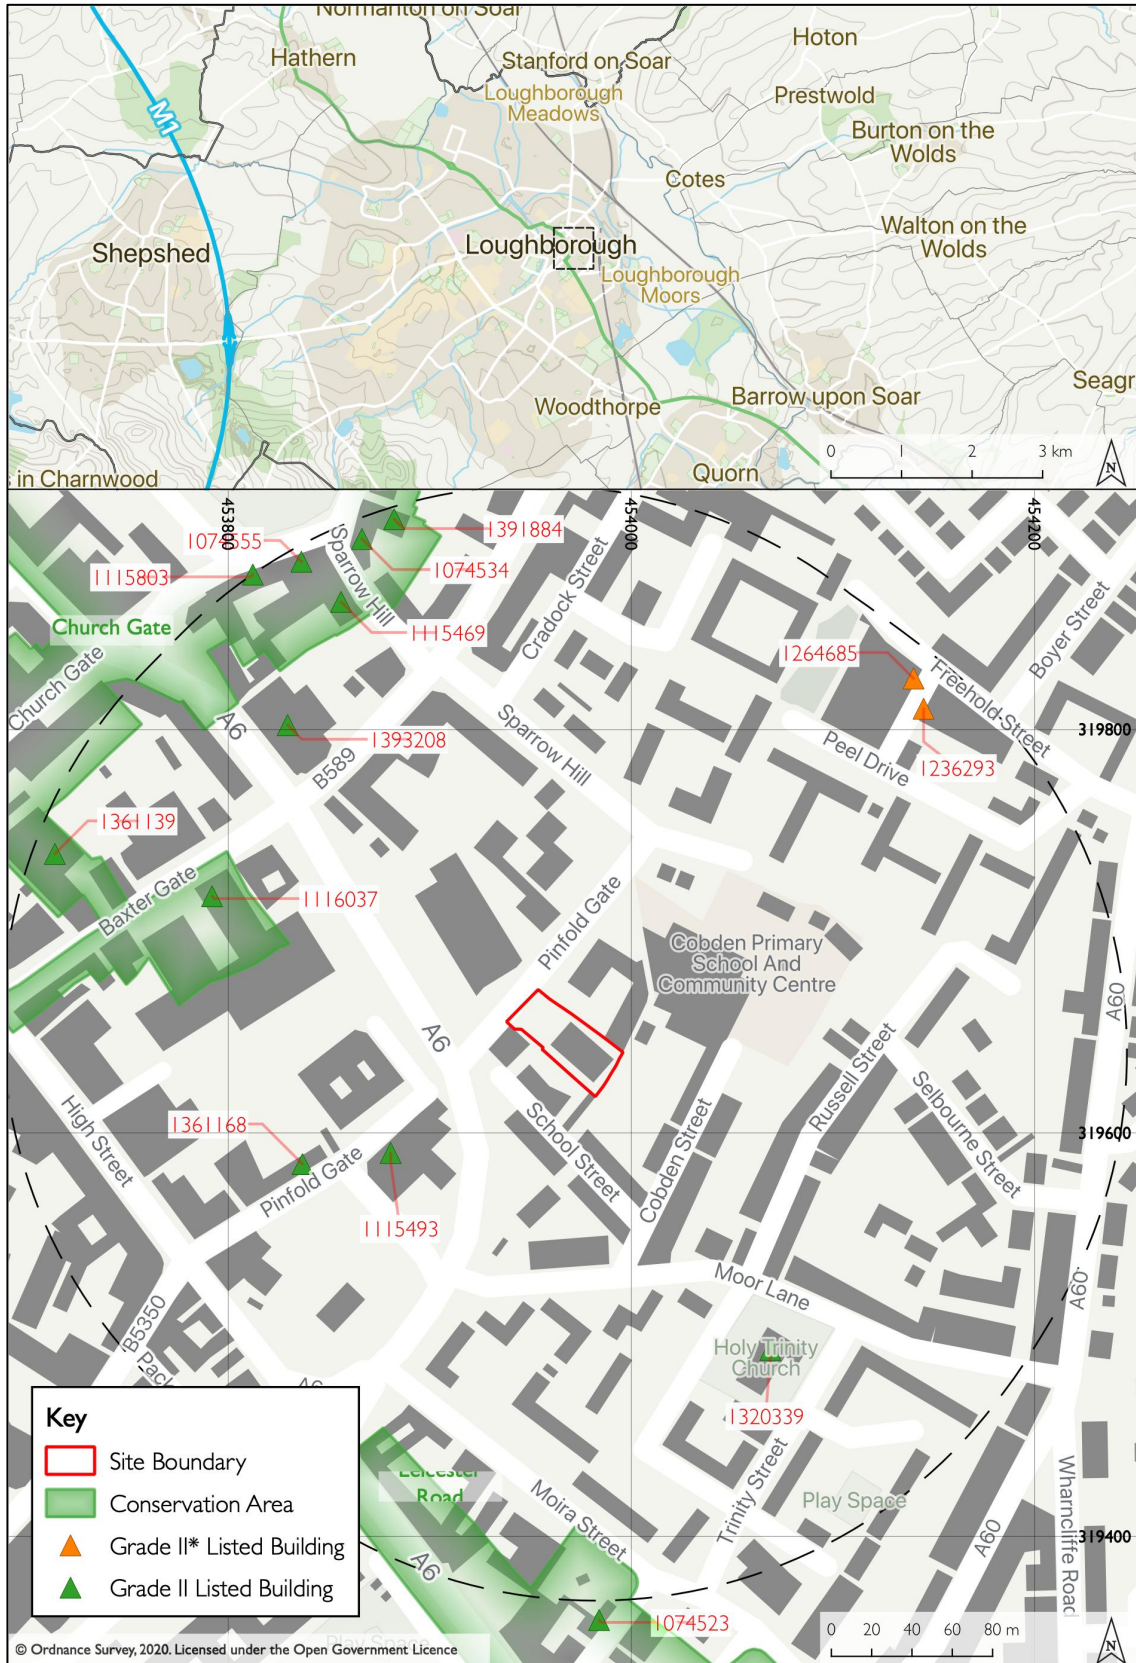 Normanton on Soar
Hathern
Stanford on Soar
Hoton
Loughborough
Meadows
Prestwold
M1
Burton on the
Wolds
Cotes
Shepshed
Loughborough
Walton on the
Wolds
Loughborough
Moors
Seagr
Woodthorpe
Barrow upon Soar
Quorn
s in Charnwood
0 1 2 3 km
N
453800
454000
454200
1391884
1074555
1074534
1115803
Sparrow Hill
Cradock Street
Boyer Street
1115469
Church Gate
Church Gate
1264685
Freehold Street
A6
Sparrow Hill
1393208
319800
B589
Peel Drive
1236293
1361139
Baxter Gate
1116037
Pinfold Gate
Cobden Primary
School And
Community Centre
A60
A6
Russell Street
Selbourne Street
High Street
1361168
School Street
Cobden Street
319600
Pinfold Gate
1115493
Moor Lane
A60
B5350
Holy Trinity
Church
1320339
Leicester
Road
Moira Street
Trinity Street
Play Space
Wharncliffe Road
319400
A6
A60
1074523
Key
Site Boundary
Conservation Area
Grade II* Listed Building
Grade II Listed Building
Play Space
© Ordnance Survey, 2020. Licensed under the Open Government Licence
0 20 40 60 80 m
N